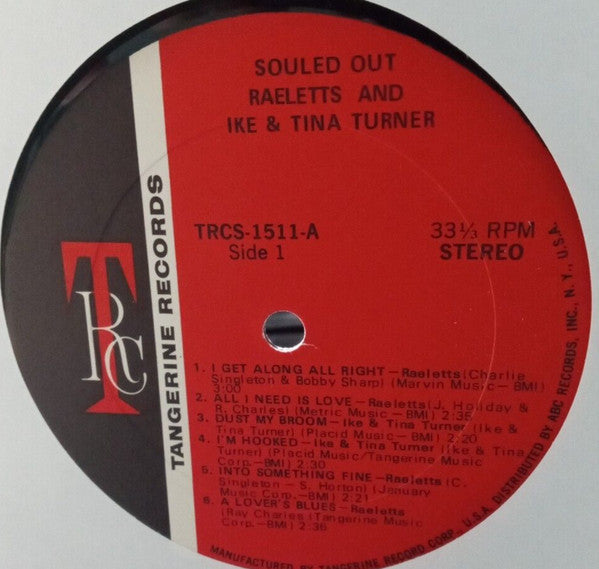 SOULED OUT
RAELETTS AND
IKE & TINA TURNER
TRC
TANGERINE RECORDS
TRCS-1511-A
Side 1
33⅓ RPM
STEREO
1. I GET ALONG ALL RIGHT – Raeletts (Charlie
Singleton & Bobby Sharp) (Marvin Music – BMI)
3:00
2. ALL I NEED IS LOVE – Raeletts (J. Holiday &
R. Charles) (Metric Music – BMI) 2:35
3. DUST MY BROOM – Ike & Tina Turner (Ike &
Tina Turner) (Placid Music – BMI) 2:20
4. I'M HOOKED – Ike & Tina Turner (Ike & Tina
Turner) (Placid Music/Tangerine Music
Corp. – BMI) 2:30
5. INTO SOMETHING FINE – Raeletts (C.
Singleton – S. Horton) (January
Music Corp. – BMI) 2:21
6. A LOVER'S BLUES – Raeletts
(Ray Charles) (Tangerine Music
Corp. – BMI) 2:36
MANUFACTURED BY TANGERINE RECORD CORP. U.S.A. DISTRIBUTED BY ABC RECORDS, INC., N. Y., U.S.A.